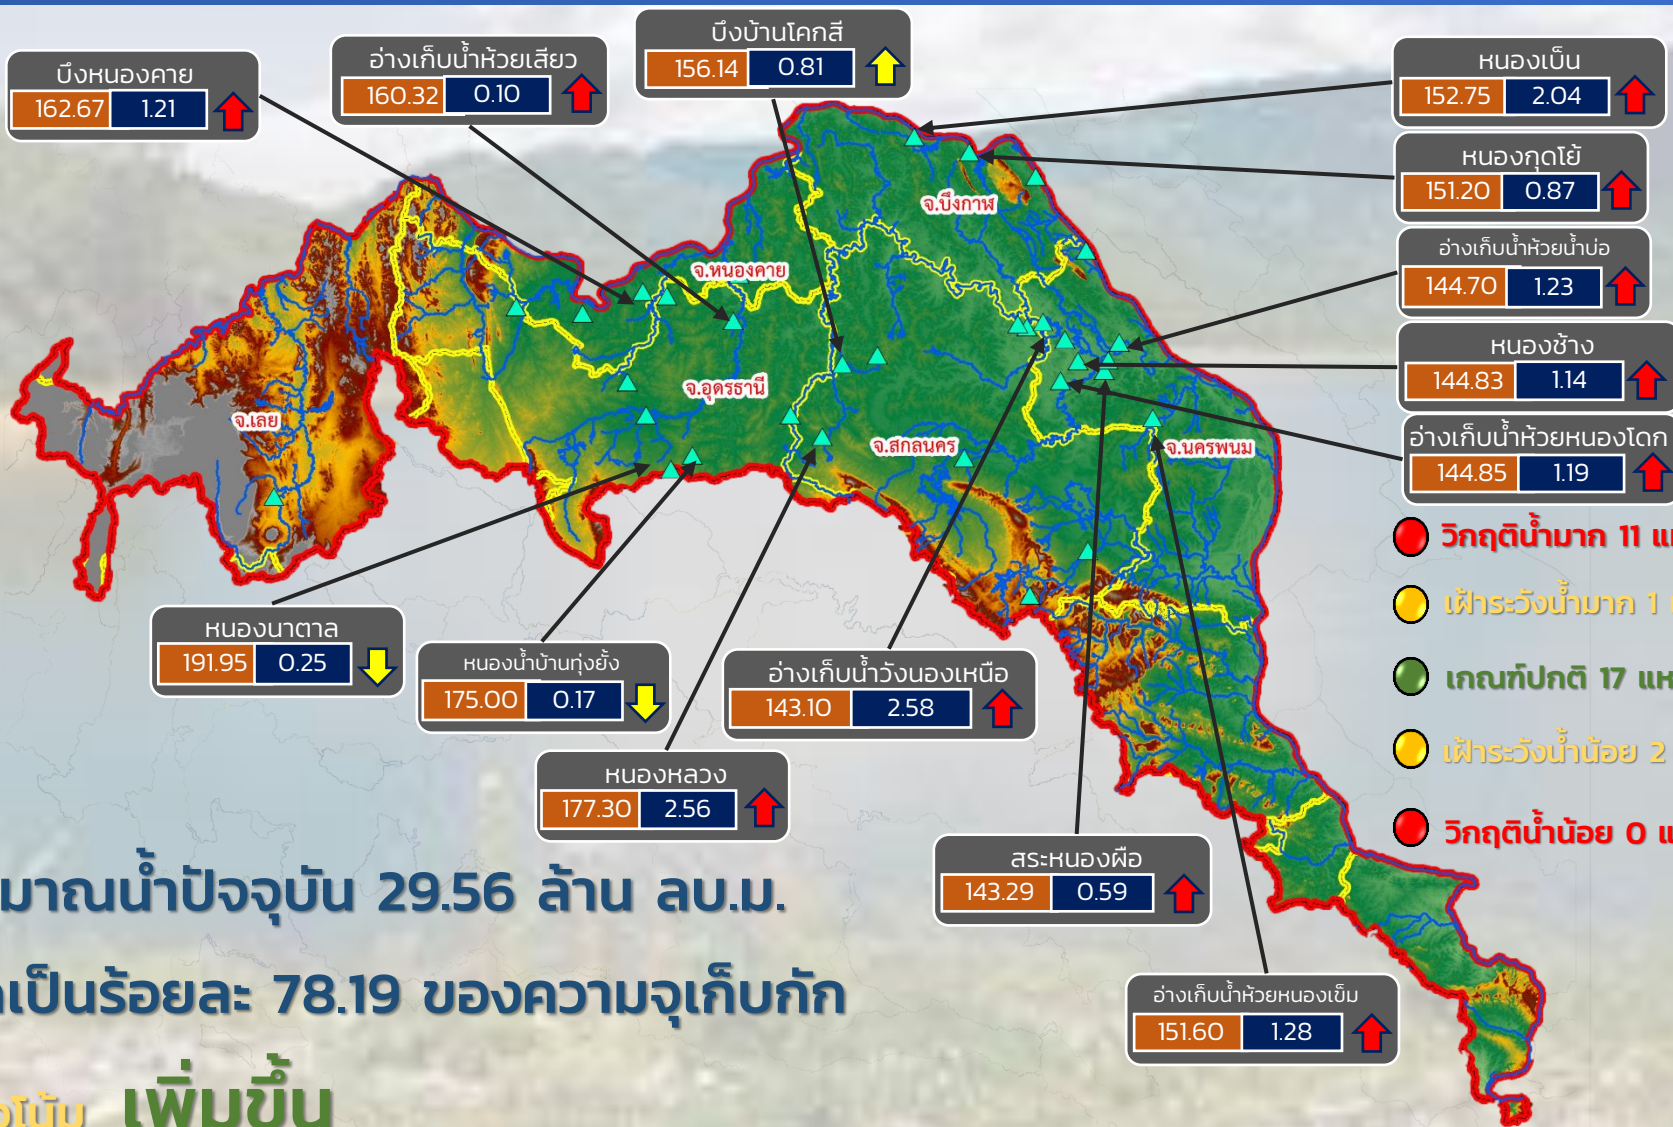 บึงหนองคาย
162.67 1.21
อ่างเก็บน้ำห้วยเสียว
160.32 0.10
บึงบ้านโคกสี
156.14 0.81
หนองเบ็น
152.75 2.04
หนองกุดโย้
151.20 0.87
อ่างเก็บน้ำห้วยน้ำบ่อ
144.70 1.23
หนองช้าง
144.83 1.14
อ่างเก็บน้ำห้วยหนองโดก
144.85 1.19
จ.บึงกาฬ
จ.หนองคาย
จ.อุดรธานี
จ.เลย
จ.สกลนคร
จ.นครพนม
วิกฤติน้ำมาก 11
เฝ้าระวังน้ำมาก 1
เกณฑ์ปกติ 17 แห
เฝ้าระวังน้ำน้อย 2
วิกฤติน้ำน้อย 0
หนองนาตาล
191.95 0.25
หนองน้ำบ้านทุ่งยั้ง
175.00 0.17
อ่างเก็บน้ำวังนองเหนือ
143.10 2.58
หนองหลวง
177.30 2.56
สระหนองผือ
143.29 0.59
อ่างเก็บน้ำห้วยหนองเข็ม
151.60 1.28
มาณน้ำปัจจุบัน 29.56 ล้าน ลบ.ม.
เป็นร้อยละ 78.19 ของความจุเก็บกัก
โน้ม เพิ่มขึ้น